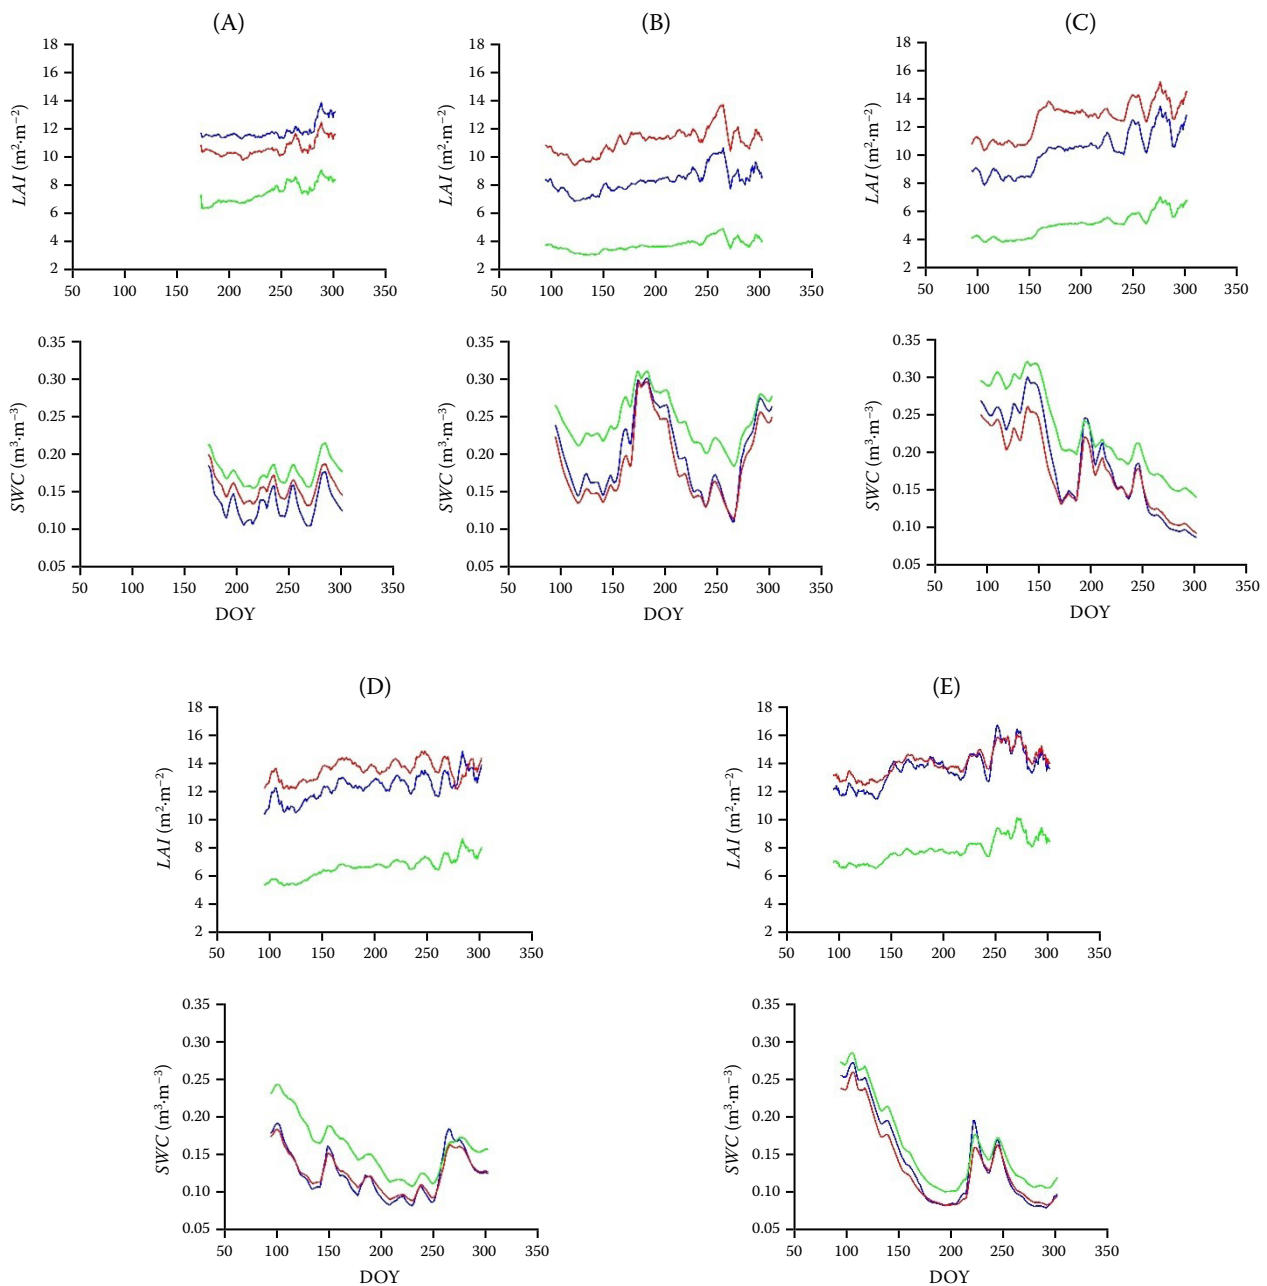 (A) (B) (C)
18 18 18
16 16 16
14 14 14
12 12 12
10 10 10
8 8 8
6 6 6
4 4 4
2 2 2
LAI (m²·m⁻²) LAI (m²·m⁻²) LAI (m²·m⁻²)
50 100 150 200 250 300 350 50 100 150 200 250 300 350 50 100 150 200 250 300 350
0.35 0.35 0.35
0.30 0.30 0.30
0.25 0.25 0.25
0.20 0.20 0.20
0.15 0.15 0.15
0.10 0.10 0.10
0.05 0.05 0.05
SWC (m³·m⁻³) SWC (m³·m⁻³) SWC (m³·m⁻³)
50 100 150 200 250 300 350 50 100 150 200 250 300 350 50 100 150 200 250 300 350
DOY DOY DOY
(D) (E)
18 18
16 16
14 14
12 12
10 10
8 8
6 6
4 4
2 2
LAI (m²·m⁻²) LAI (m²·m⁻²)
50 100 150 200 250 300 350 50 100 150 200 250 300 350
0.35 0.35
0.30 0.30
0.25 0.25
0.20 0.20
0.15 0.15
0.10 0.10
0.05 0.05
SWC (m³·m⁻³) SWC (m³·m⁻³)
50 100 150 200 250 300 350 50 100 150 200 250 300 350
DOY DOY